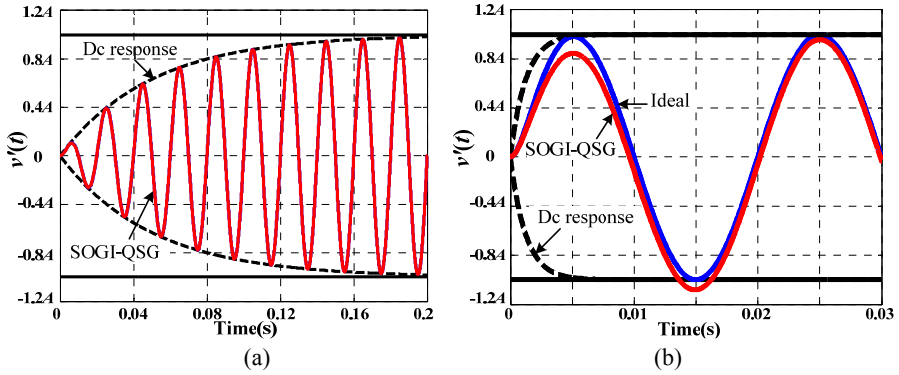 1.24
0.84
0.44
0
-0.44
-0.84
-1.24
v'(t)
Dc response
SOGI-QSG
0
0.04
0.08
0.12
0.16
0.2
Time(s)
(a)
1.24
0.84
0.44
0
-0.44
-0.84
-1.24
v'(t)
Ideal
SOGI-QSG
Dc response
0
0.01
0.02
0.03
Time(s)
(b)